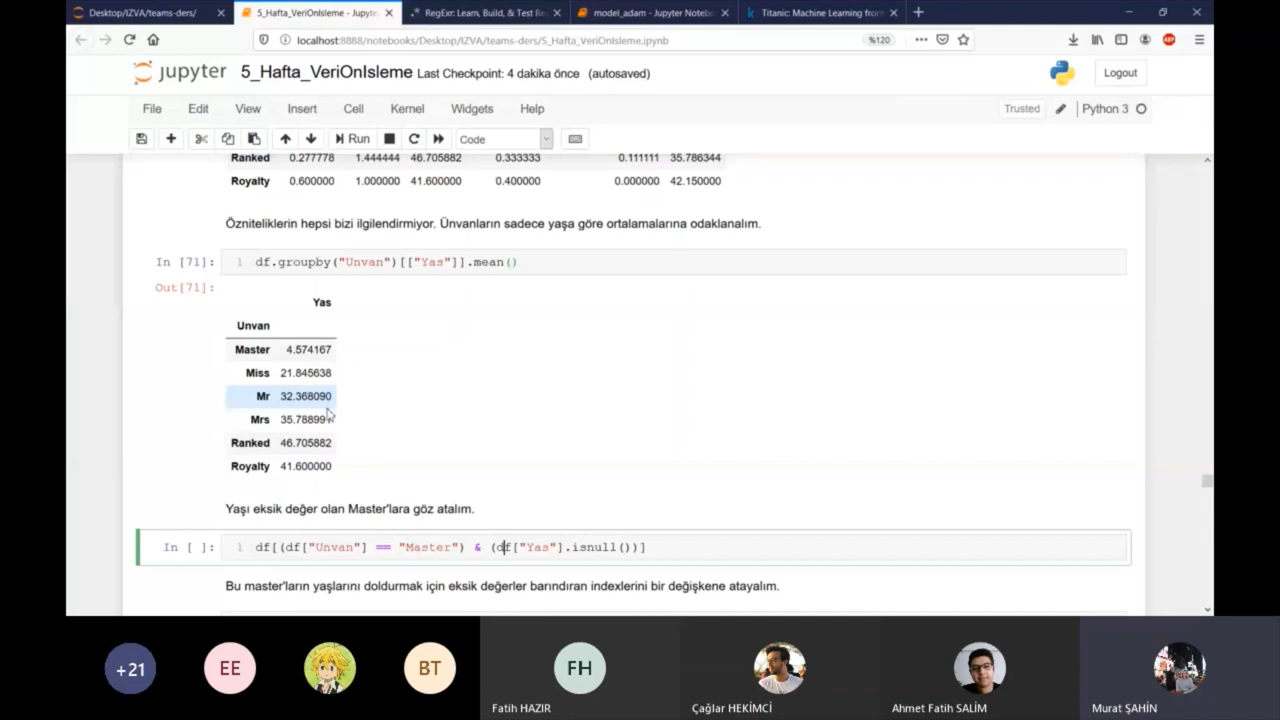 Desktop/IZVA/teams-ders/
5_Hafta_VeriOnIsleme - Jupyte
RegExr: Learn, Build, & Test Re
model_adam - Jupyter Notebo
Titanic: Machine Learning from
localhost:8888/notebooks/Desktop/IZVA/teams-ders/5_Hafta_VeriOnIsleme.ipynb
%120
ABP
jupyter 5_Hafta_VeriOnIsleme Last Checkpoint: 4 dakika önce (autosaved)
Logout
File Edit View Insert Cell Kernel Widgets Help
Trusted
Python 3
Run
Code
Ranked 0.277778 1.444444 46.705882 0.333333 0.111111 35.786344
Royalty 0.600000 1.000000 41.600000 0.400000 0.000000 42.150000
Özniteliklerin hepsi bizi ilgilendirmiyor. Ünvanların sadece yaşa göre ortalamalarına odaklanalım.
In [71]: 1 df.groupby("Unvan")[["Yas"]].mean()
Out[71]:
Yas
Unvan
Master 4.574167
Miss 21.845638
Mr 32.368090
Mrs 35.78899
Ranked 46.705882
Royalty 41.600000
Yaşı eksik değer olan Master'lara göz atalım.
In [ ]: 1 df[(df["Unvan"] == "Master") & (df["Yas"].isnull())]
Bu master'ların yaşlarını doldurmak için eksik değerler barındıran indexlerini bir değişkene atayalım.
+21
EE
BT
FH
Fatih HAZIR
Çağlar HEKİMCİ
Ahmet Fatih SALİM
Murat ŞAHİN